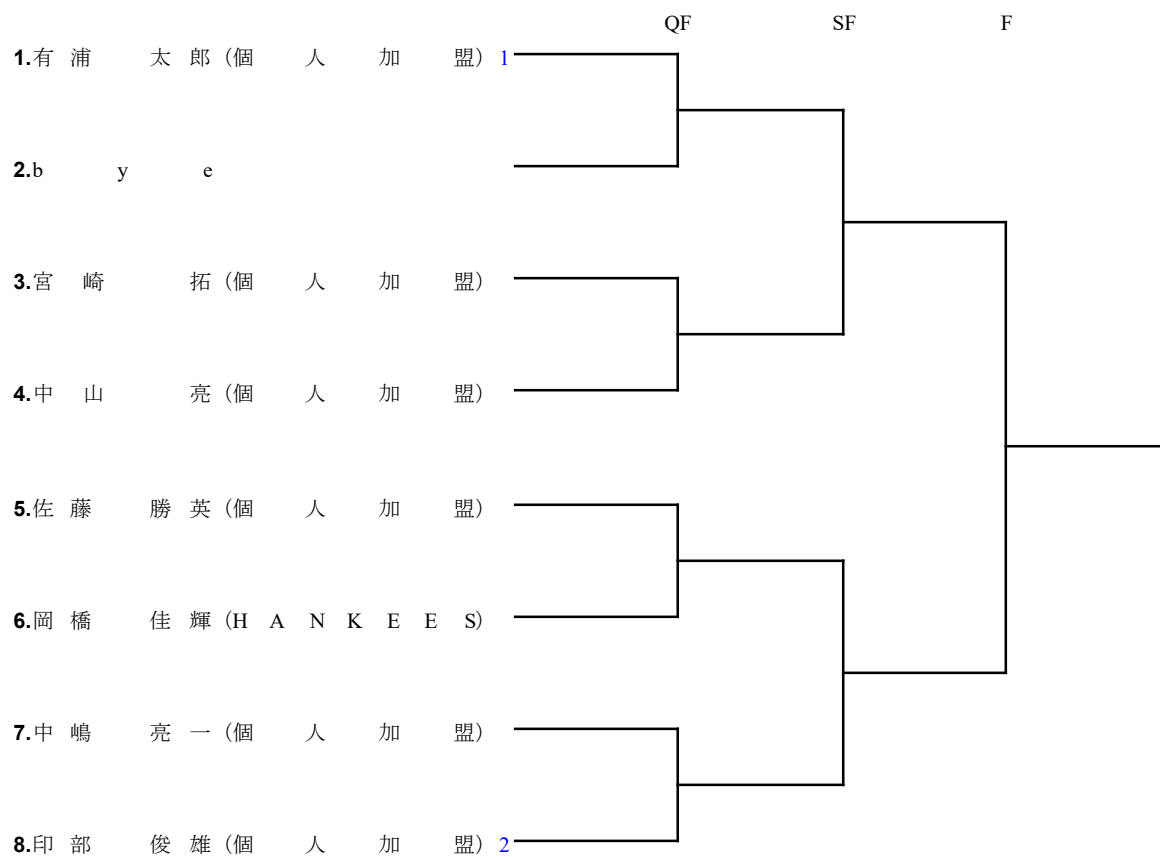 QF SF F
1.有浦 太郎 (個人加盟) 1
2.bye
3.宮崎 拓 (個人加盟)
4.中山 亮 (個人加盟)
5.佐藤 勝英 (個人加盟)
6.岡橋 佳輝 (HANKEES)
7.中嶋 亮一 (個人加盟)
8.印部 俊雄 (個人加盟) 2